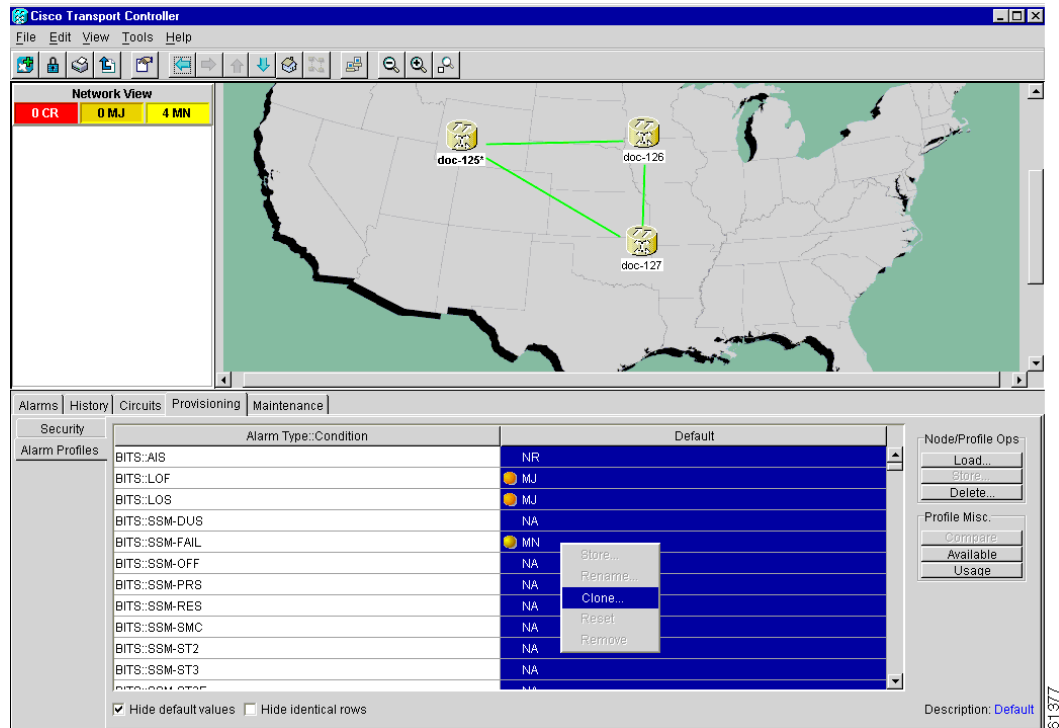 Cisco Transport Controller
File Edit View Tools Help
Network View
0 CR 0 MJ 4 MN
doc-125*
doc-126
doc-127
Alarms History Circuits Provisioning Maintenance
Security
Alarm Profiles
Alarm Type::Condition Default
BITS::AIS NR
BITS::LOF MJ
BITS::LOS MJ
BITS::SSM-DUS NA
BITS::SSM-FAIL MN
BITS::SSM-OFF NA
BITS::SSM-PRS NA
BITS::SSM-RES NA
BITS::SSM-SMC NA
BITS::SSM-ST2 NA
BITS::SSM-ST3 NA
Store...
Rename...
Clone...
Reset
Remove
Node/Profile Ops
Load...
Store...
Delete...
Profile Misc.
Compare
Available
Usage
Hide default values Hide identical rows
Description: Default
61377